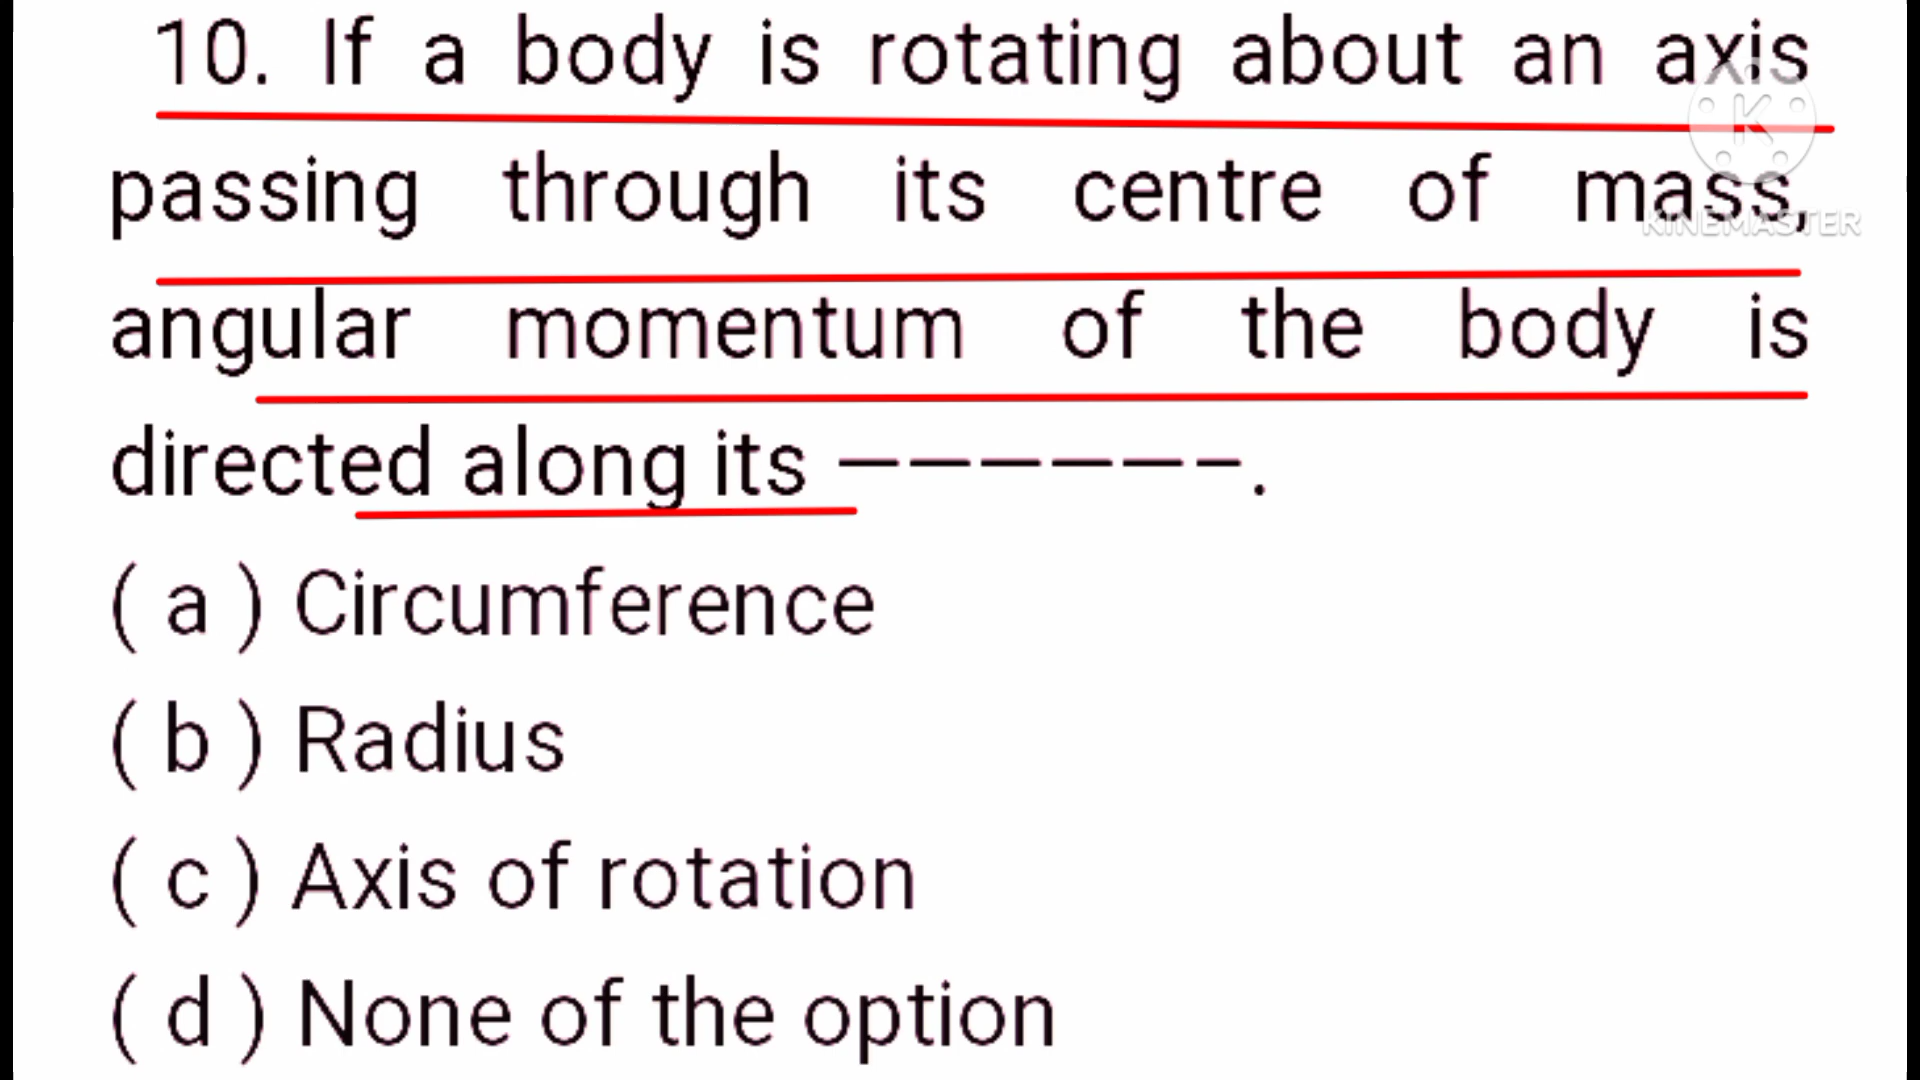 10. If a body is rotating about an axis
passing through its centre of mass,
angular momentum of the body is
directed along its ––––––.
( a ) Circumference
( b ) Radius
( c ) Axis of rotation
( d ) None of the option
K
KINEMASTER